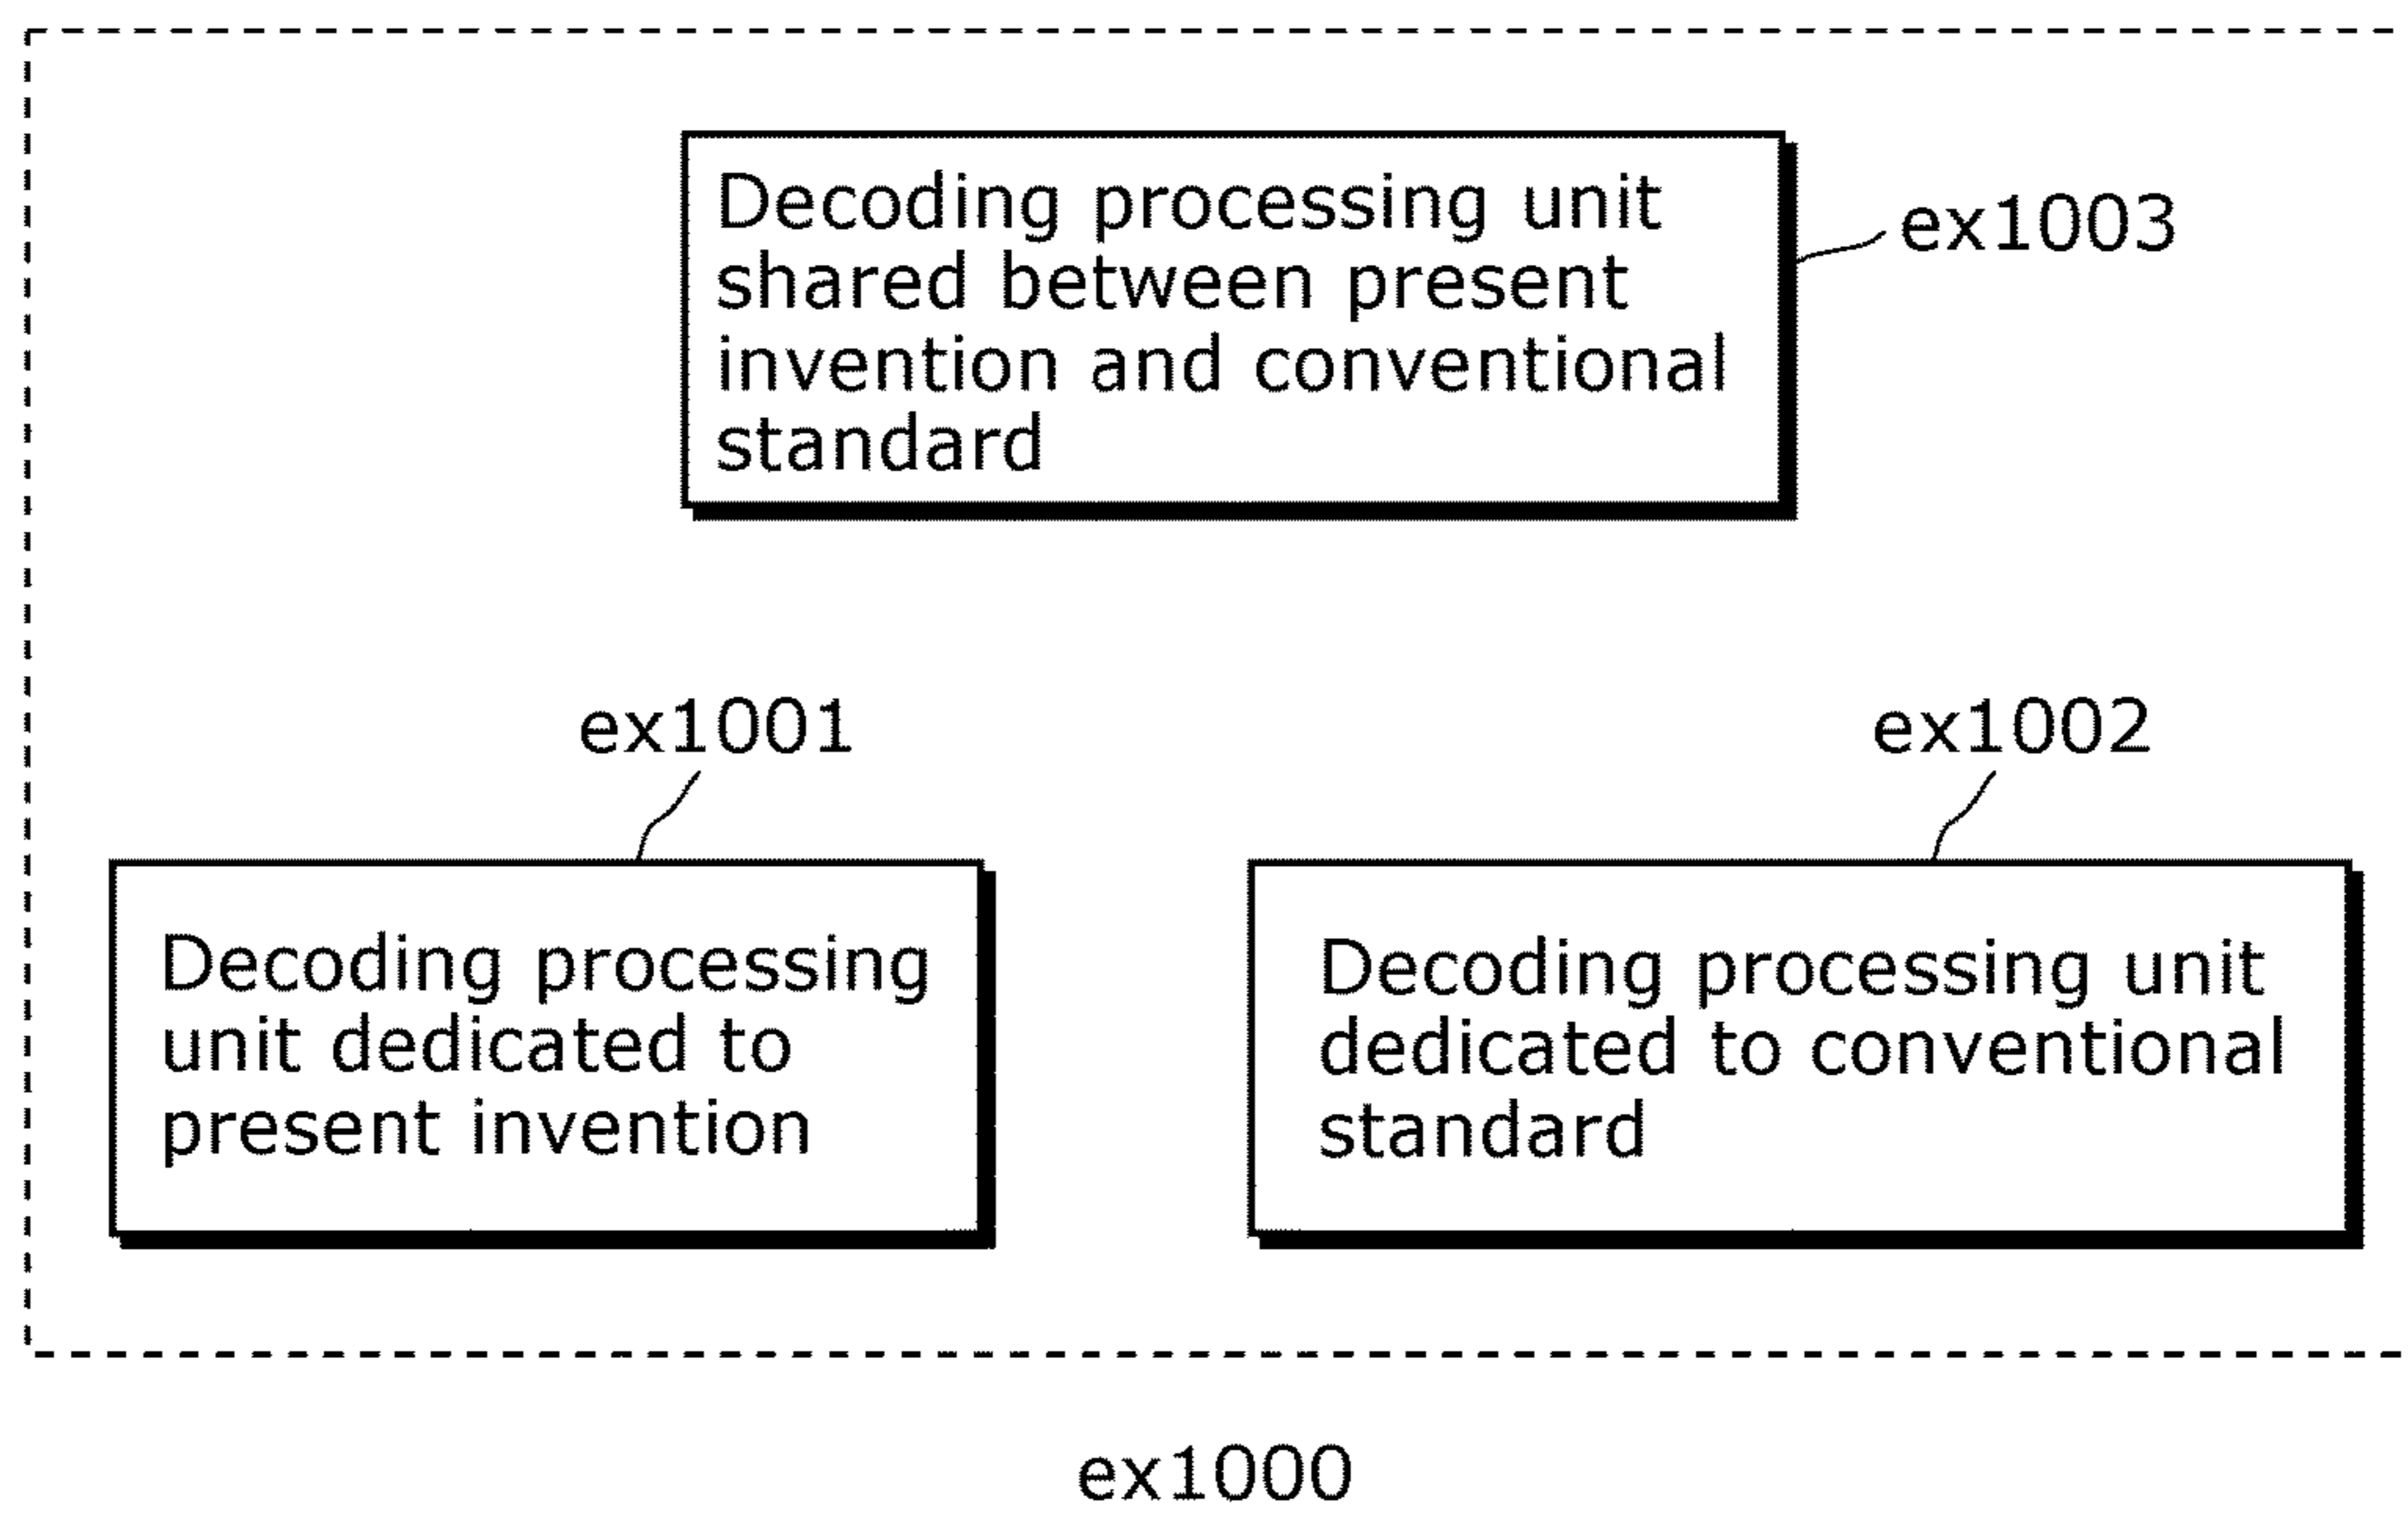 Decoding processing unit
shared between present
invention and conventional
standard
ex1003
ex1001
ex1002
Decoding processing
unit dedicated to
present invention
Decoding processing unit
dedicated to conventional
standard
ex1000